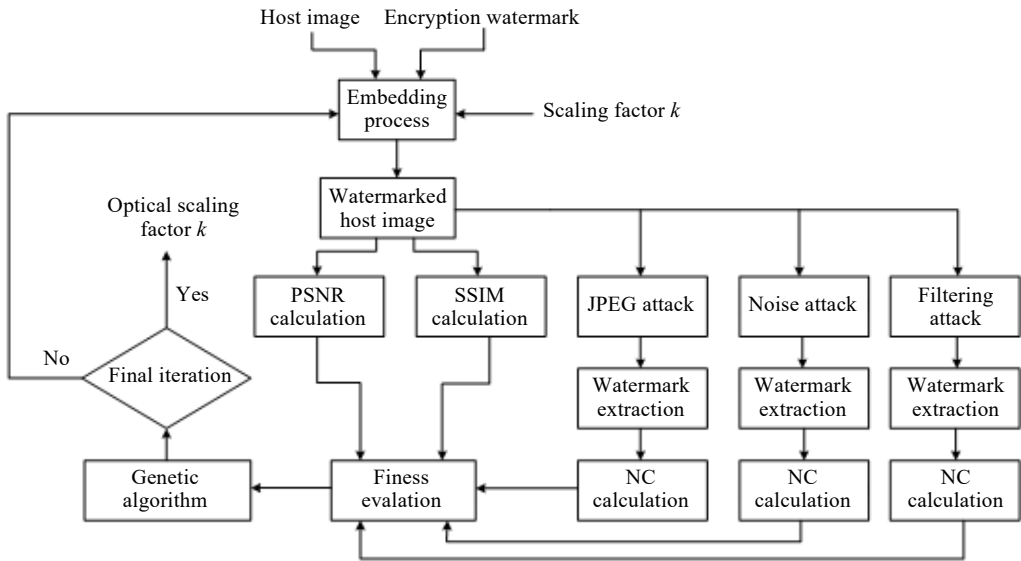 Host image
Encryption watermark
Embedding
process
Scaling factor k
Watermarked
host image
Optical scaling
factor k
PSNR
calculation
SSIM
calculation
JPEG attack
Noise attack
Filtering
attack
Yes
No
Final iteration
Watermark
extraction
Watermark
extraction
Watermark
extraction
Genetic
algorithm
Finess
evalation
NC
calculation
NC
calculation
NC
calculation